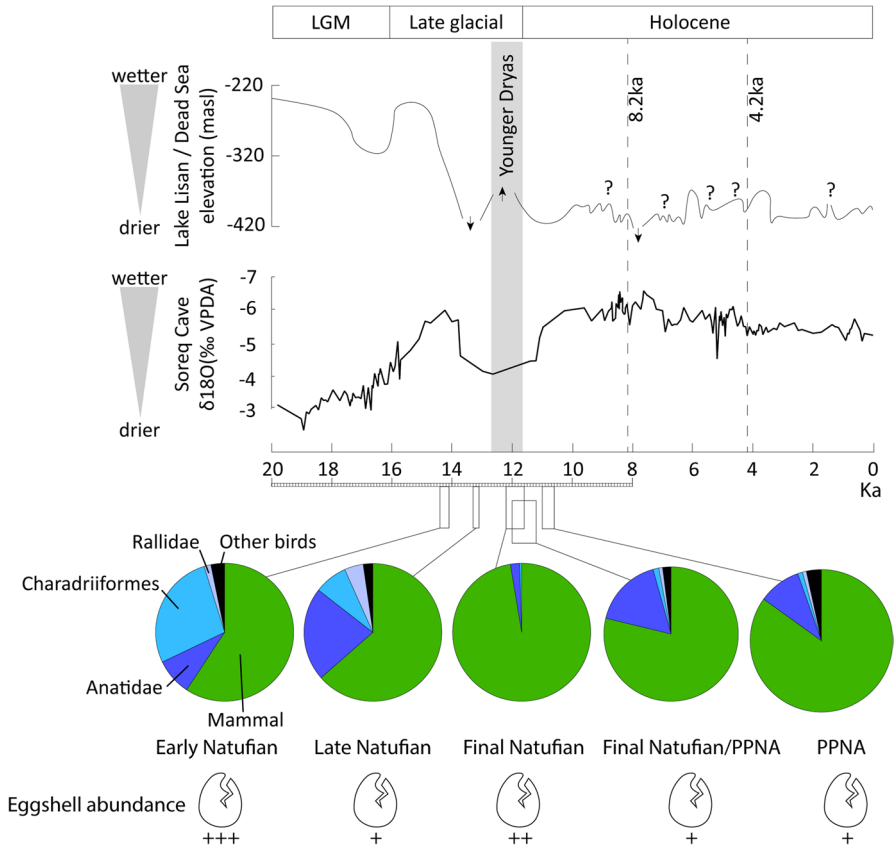 LGM Late glacial Holocene
wetter
drier
Lake Lisan / Dead Sea
elevation (masl)
-220
-320
-420
Younger Dryas
8.2ka
4.2ka
? ? ? ? ?
wetter
drier
Soreq Cave
δ18O(‰ VPDA)
-7
-6
-5
-4
-3
20 18 16 14 12 10 8 6 4 2 0
Ka
Rallidae Other birds
Charadriiformes
Anatidae
Mammal
Early Natufian Late Natufian Final Natufian Final Natufian/PPNA PPNA
Eggshell abundance
+++ + ++ + +